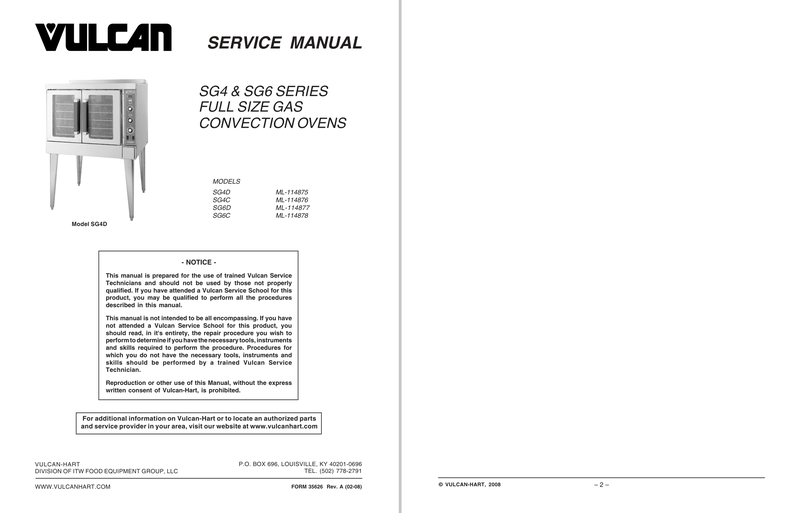 VULCAN
SERVICE MANUAL
SG4 & SG6 SERIES
FULL SIZE GAS
CONVECTION OVENS
MODELS
SG4D ML-114875
SG4C ML-114876
SG6D ML-114877
SG6C ML-114878
Model SG4D
- NOTICE -
This manual is prepared for the use of trained Vulcan Service
Technicians and should not be used by those not properly
qualified. If you have attended a Vulcan Service School for this
product, you may be qualified to perform all the procedures
described in this manual.
This manual is not intended to be all encompassing. If you have
not attended a Vulcan Service School for this product, you
should read, in it's entirety, the repair procedure you wish to
perform to determine if you have the necessary tools, instruments
and skills required to perform the procedure. Procedures for
which you do not have the necessary tools, instruments and
skills should be performed by a trained Vulcan Service
Technician.
Reproduction or other use of this Manual, without the express
written consent of Vulcan-Hart, is prohibited.
For additional information on Vulcan-Hart or to locate an authorized parts
and service provider in your area, visit our website at www.vulcanhart.com
VULCAN-HART
DIVISION OF ITW FOOD EQUIPMENT GROUP, LLC
P.O. BOX 696, LOUISVILLE, KY 40201-0696
TEL. (502) 778-2791
WWW.VULCANHART.COM
FORM 35626 Rev. A (02-08)
© VULCAN-HART, 2008
– 2 –